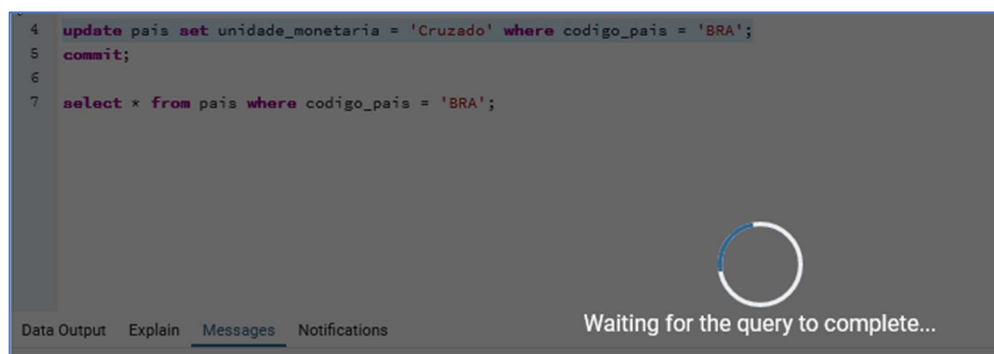 4 update pais set unidade_monetaria = 'Cruzado' where codigo_pais = 'BRA';
5 commit;
6
7 select * from pais where codigo_pais = 'BRA';
Waiting for the query to complete...
Data Output Explain Messages Notifications